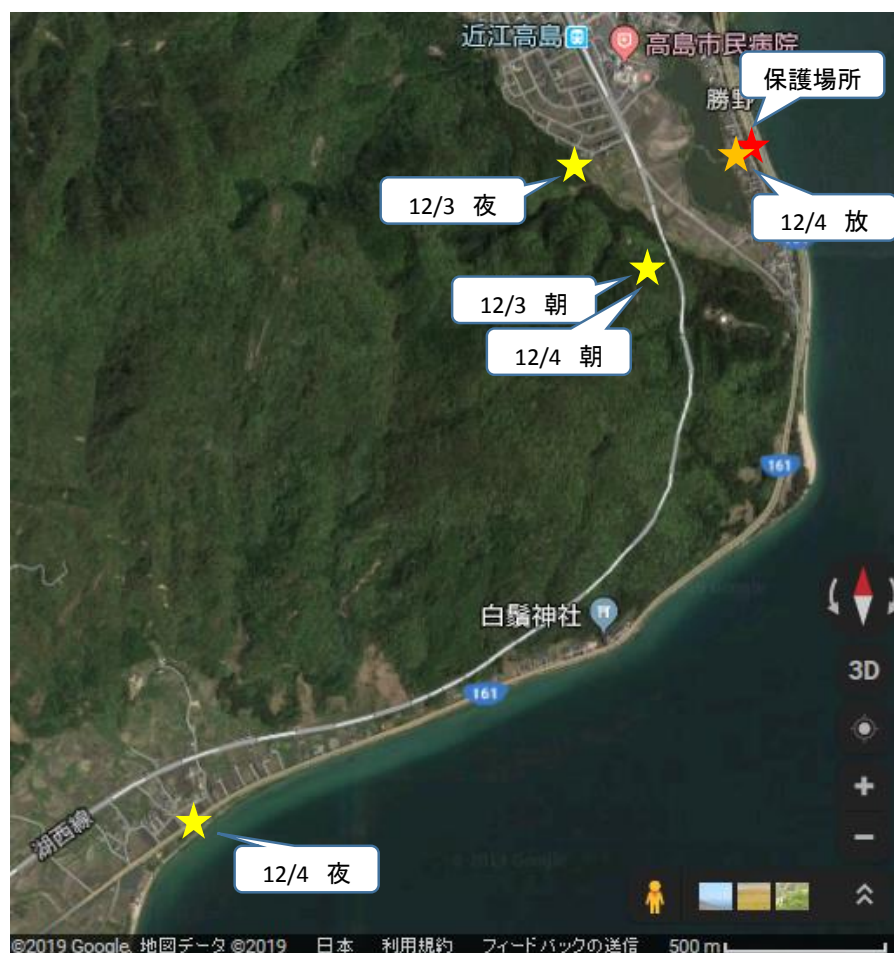 近江高島
高島市民病院
保護場所
勝野
12/3 夜
12/4 放
161
12/3 朝
12/4 朝
161
白鬚神社
3D
161
湖西線
12/4 夜
©2019 Google
©2019 Google, 地図データ ©2019 日本 利用規約 フィードバックの送信 500 m